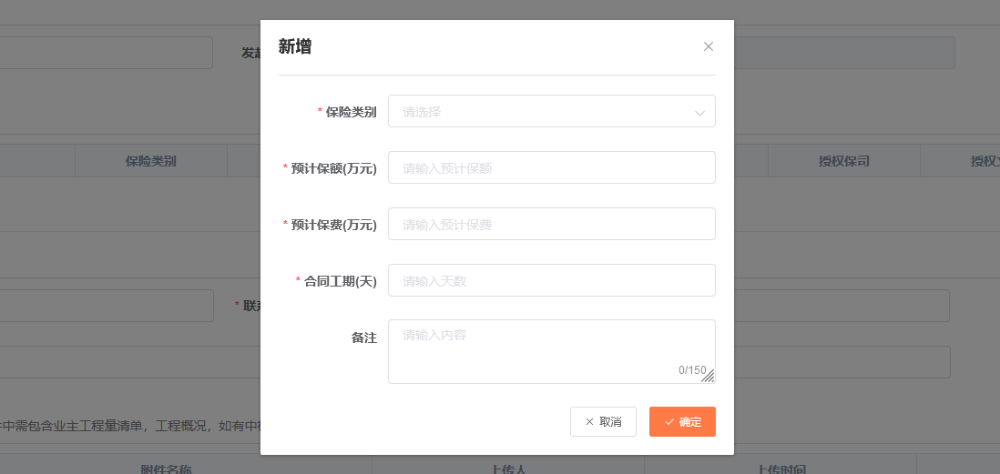 新增
发起
* 保险类别
请选择
保险类别
授权保司
授权
* 预计保额(万元)
请输入预计保额
* 预计保费(万元)
请输入预计保费
* 合同工期(天)
请输入天数
* 联系
备注
请输入内容
0/150
取消
确定
件中需包含业主工程量清单，工程概况，如有中标
附件名称
上传人
上传时间